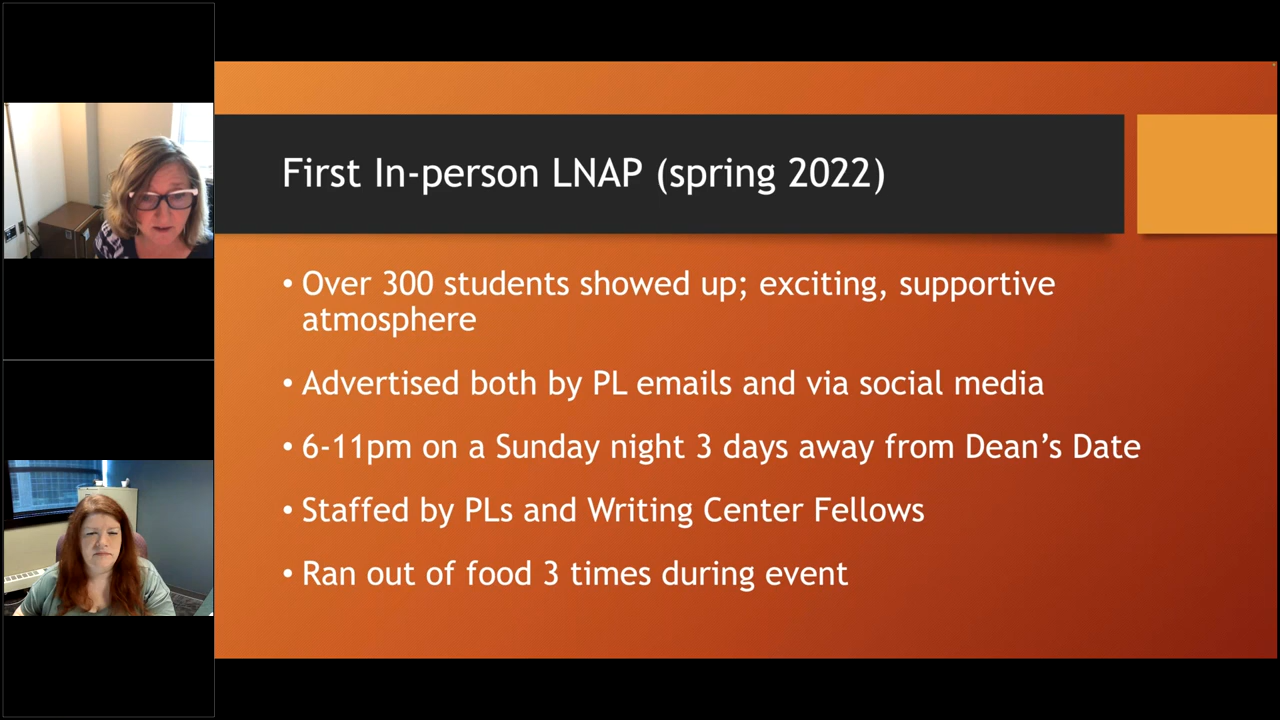 First In-person LNAP (spring 2022)
• Over 300 students showed up; exciting, supportive
atmosphere
• Advertised both by PL emails and via social media
• 6-11pm on a Sunday night 3 days away from Dean’s Date
• Staffed by PLs and Writing Center Fellows
• Ran out of food 3 times during event